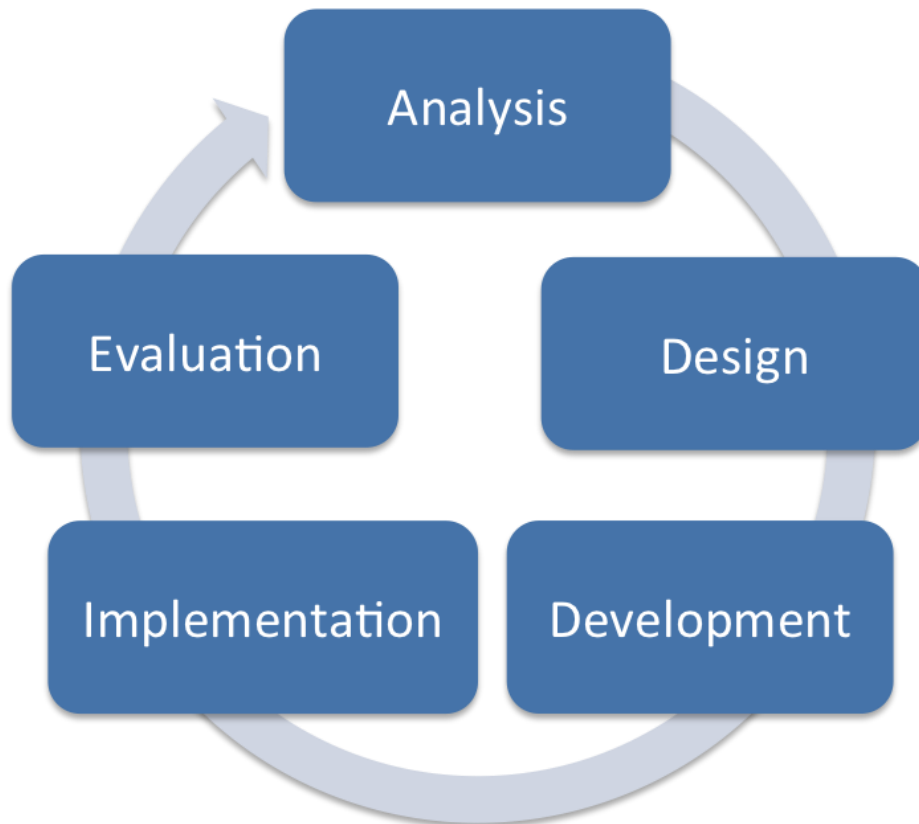 Analysis
Design
Development
Implementation
Evaluation